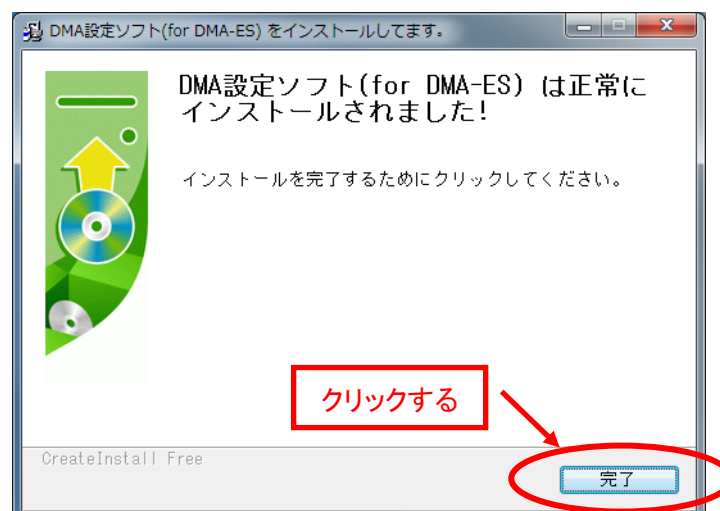 DMA設定ソフト(for DMA-ES) をインストールしてます。
DMA設定ソフト(for DMA-ES) は正常に
インストールされました!
インストールを完了するためにクリックしてください。
クリックする
CreateInstall Free
完了